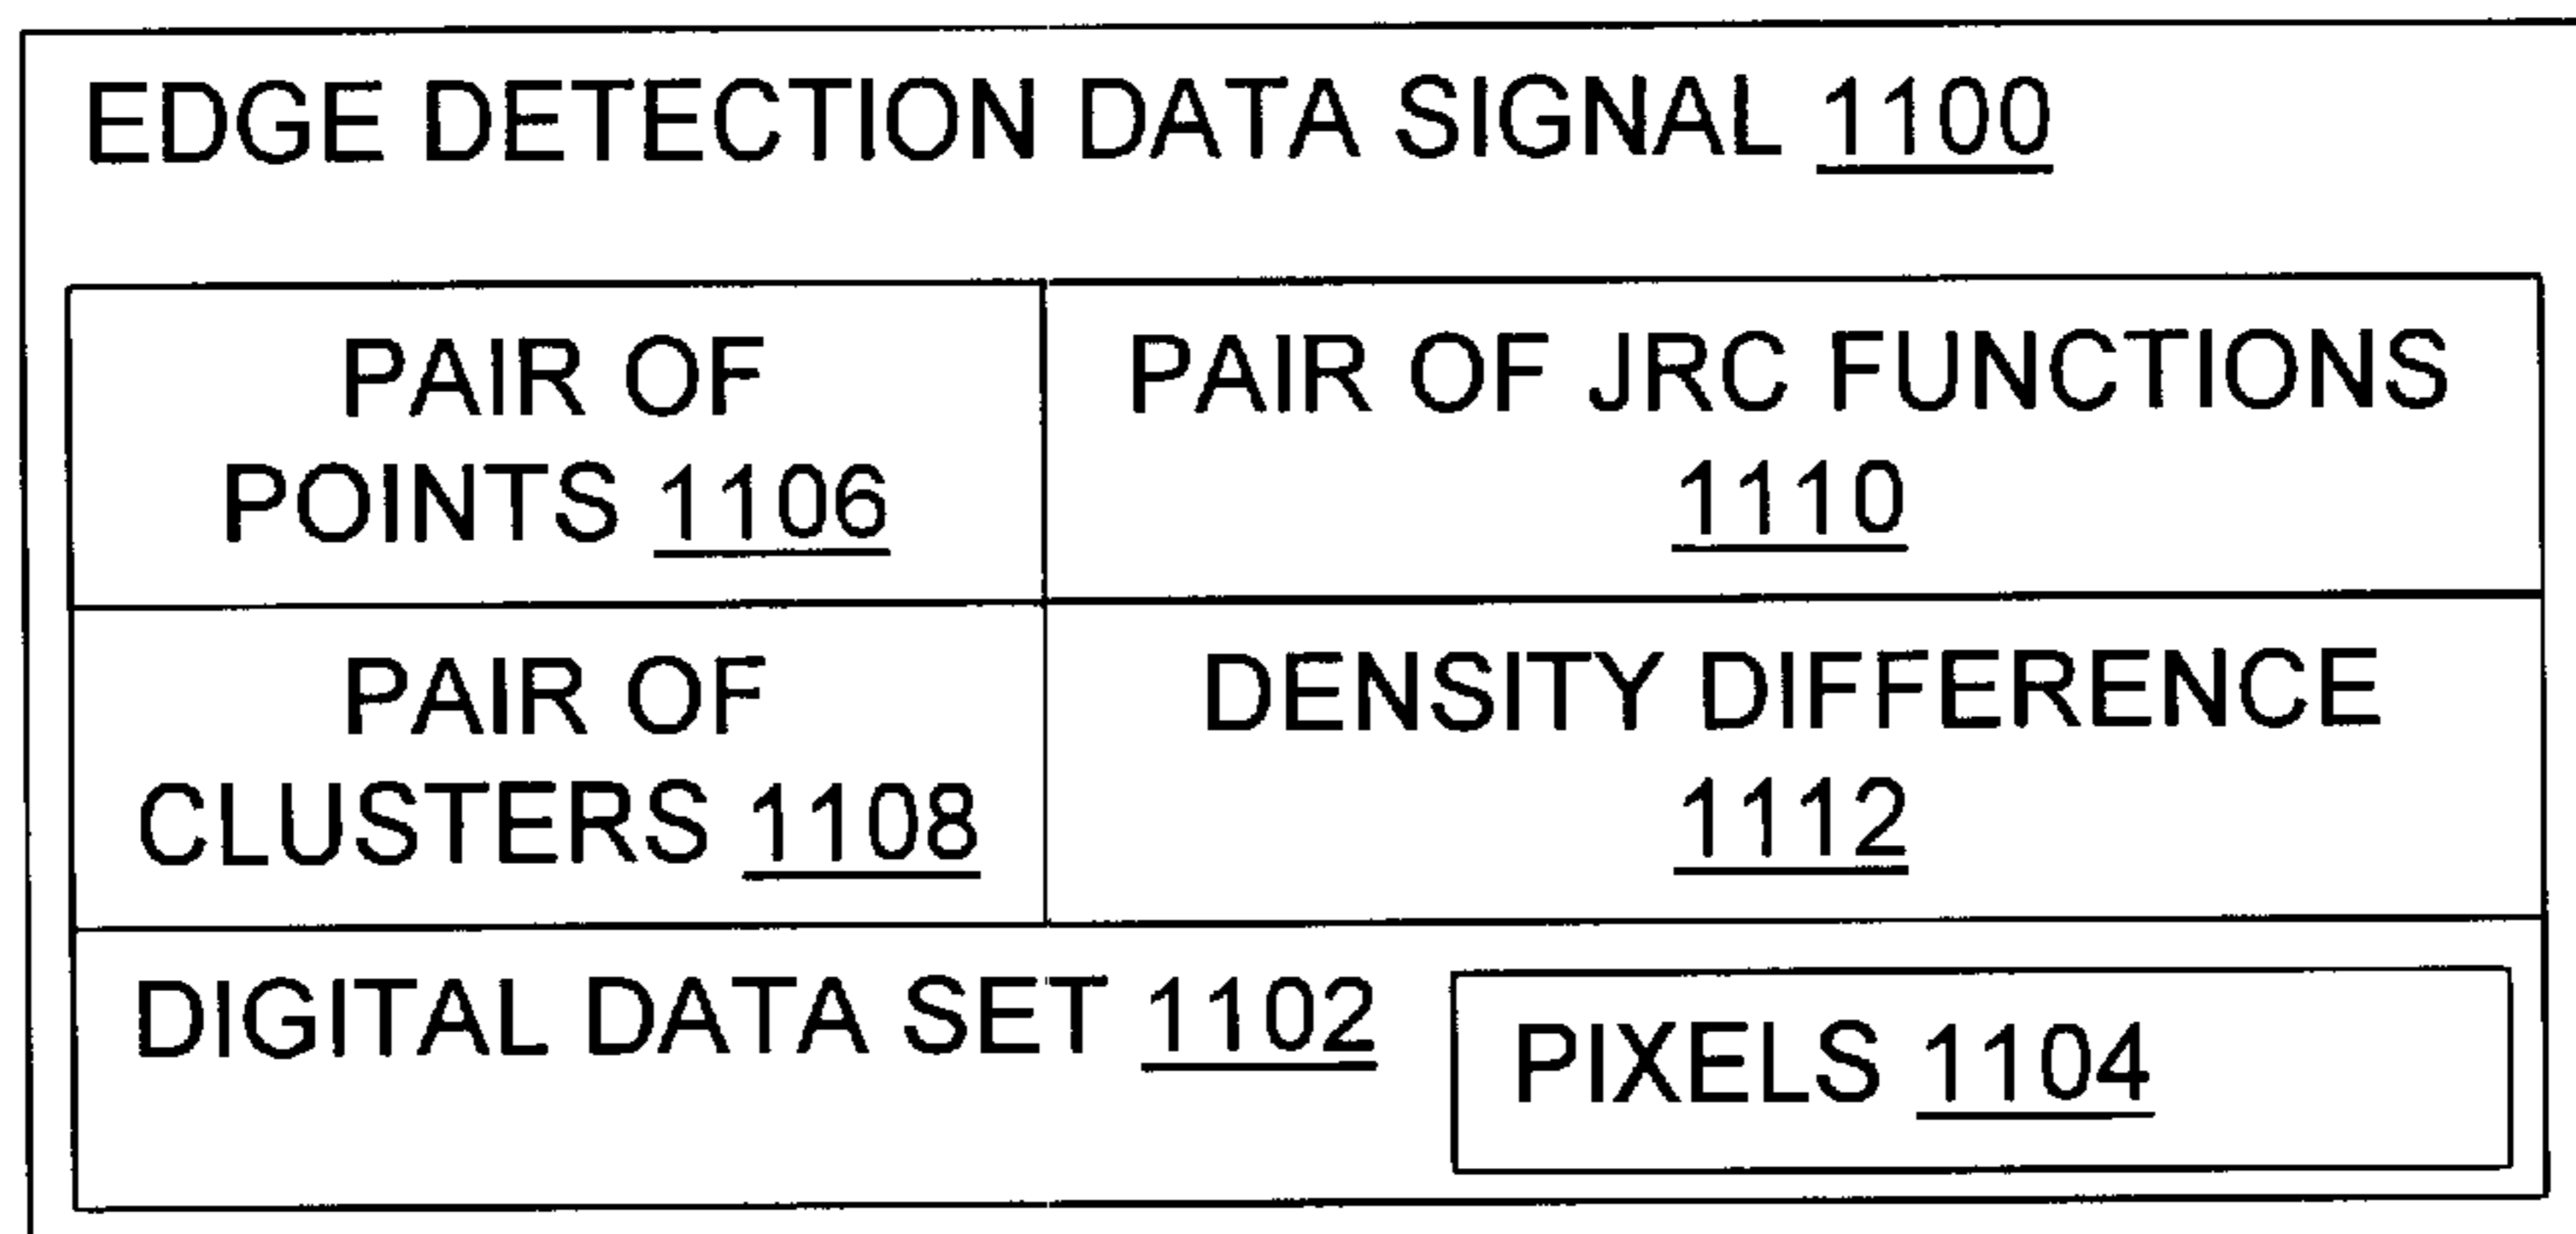 EDGE DETECTION DATA SIGNAL 1100
PAIR OF
POINTS 1106
PAIR OF JRC FUNCTIONS
1110
PAIR OF
CLUSTERS 1108
DENSITY DIFFERENCE
1112
DIGITAL DATA SET 1102
PIXELS 1104